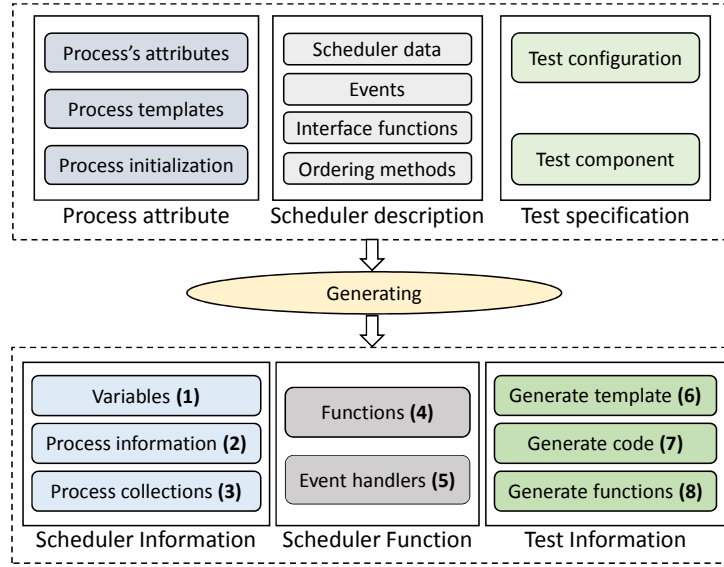 Process's attributes
Process templates
Process initialization
Process attribute
Scheduler data
Events
Interface functions
Ordering methods
Scheduler description
Test configuration
Test component
Test specification
Generating
Variables (1)
Process information (2)
Process collections (3)
Scheduler Information
Functions (4)
Event handlers (5)
Scheduler Function
Generate template (6)
Generate code (7)
Generate functions (8)
Test Information